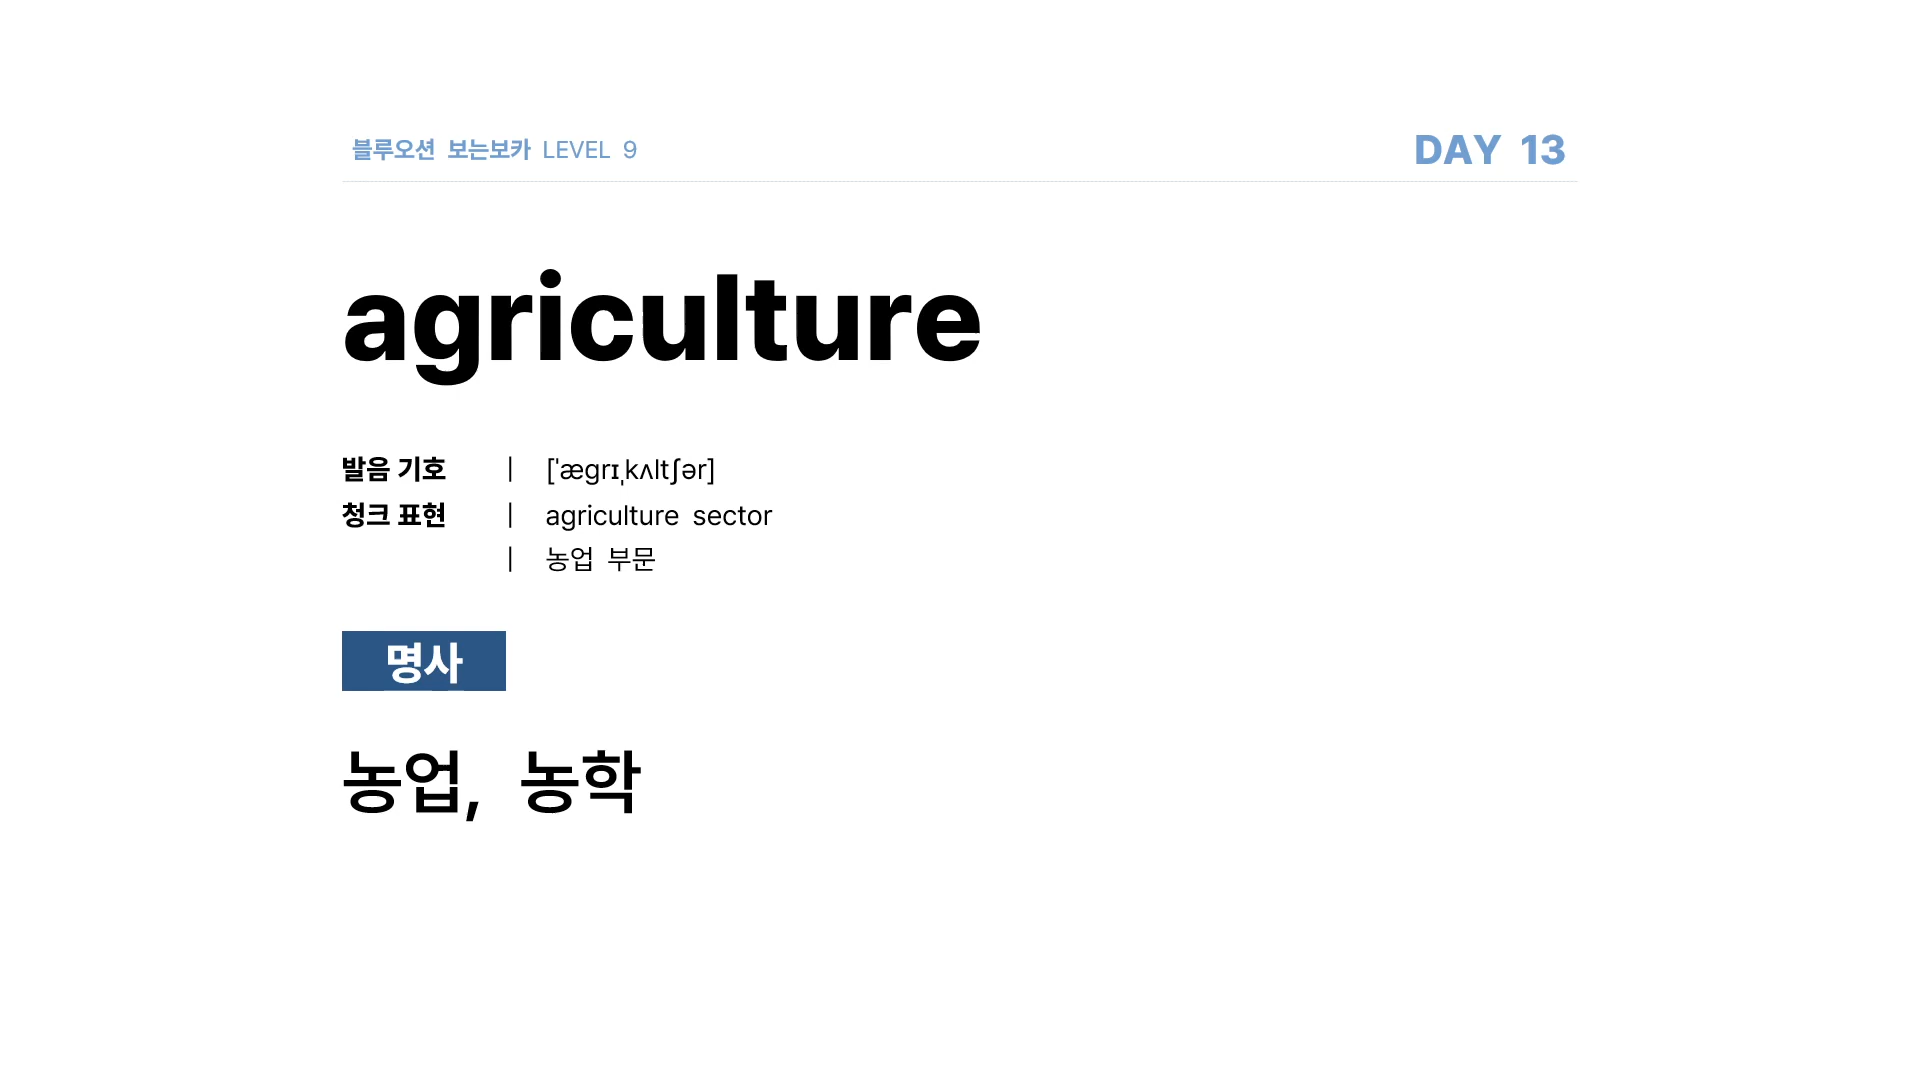 블루오션 보는보카 LEVEL 9
DAY 13
agriculture
발음 기호 | [ˈæɡrɪˌkʌltʃər]
청크 표현 | agriculture sector
| 농업 부문
명사
농업, 농학